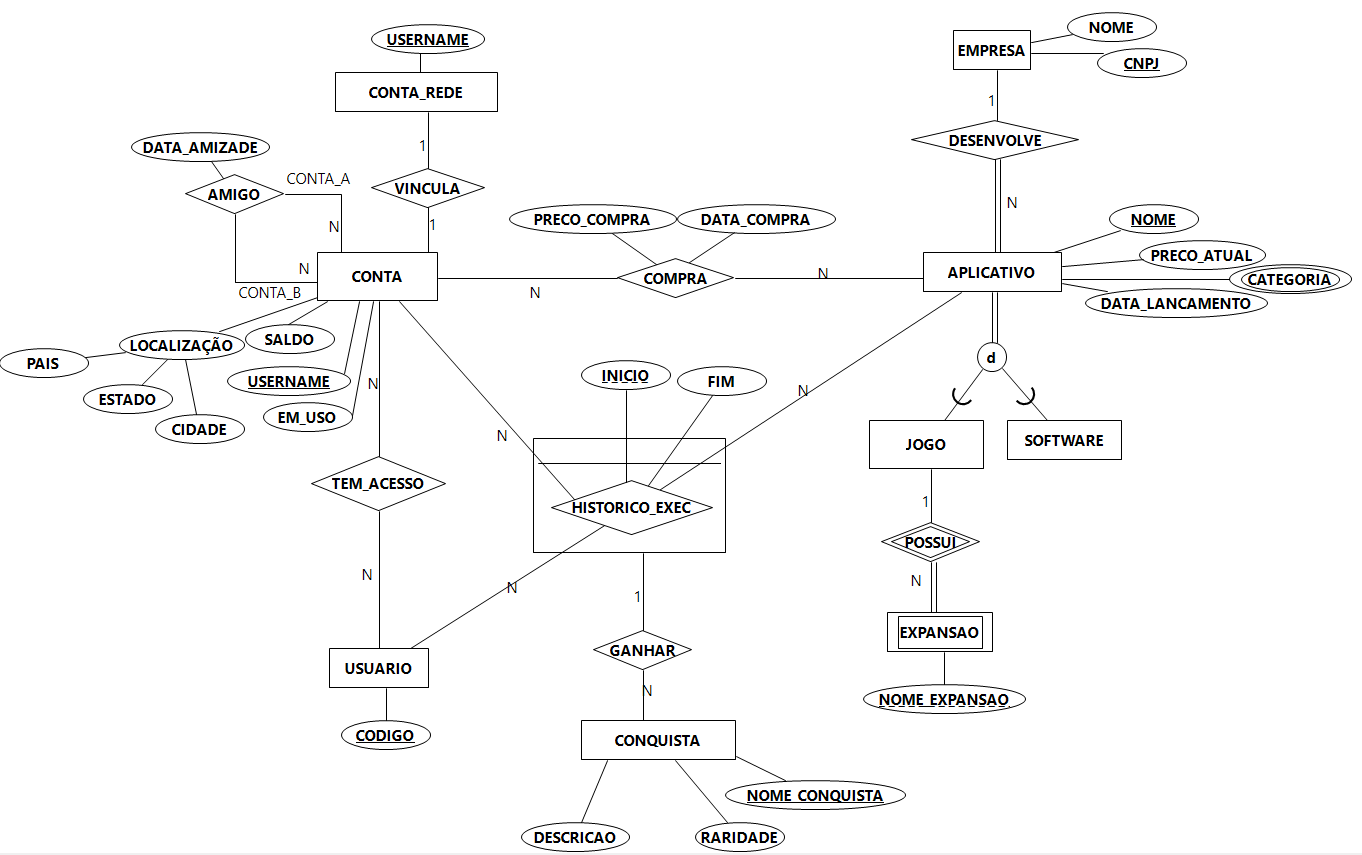 USERNAME
CONTA_REDE
1
VINCULA
1
DATA_AMIZADE
AMIGO
CONTA_A
N
N
CONTA_B
CONTA
LOCALIZAÇÃO
PAIS
ESTADO
CIDADE
SALDO
USERNAME
EM_USO
N
PRECO_COMPRA
DATA_COMPRA
COMPRA
N
N
EMPRESA
NOME
CNPJ
1
DESENVOLVE
N
APLICATIVO
NOME
PRECO_ATUAL
CATEGORIA
DATA_LANCAMENTO
d
JOGO
SOFTWARE
1
POSSUI
N
EXPANSAO
NOME_EXPANSAO
INICIO
FIM
N
N
HISTORICO_EXEC
N
TEM_ACESSO
N
USUARIO
CODIGO
1
GANHAR
N
CONQUISTA
NOME_CONQUISTA
DESCRICAO
RARIDADE